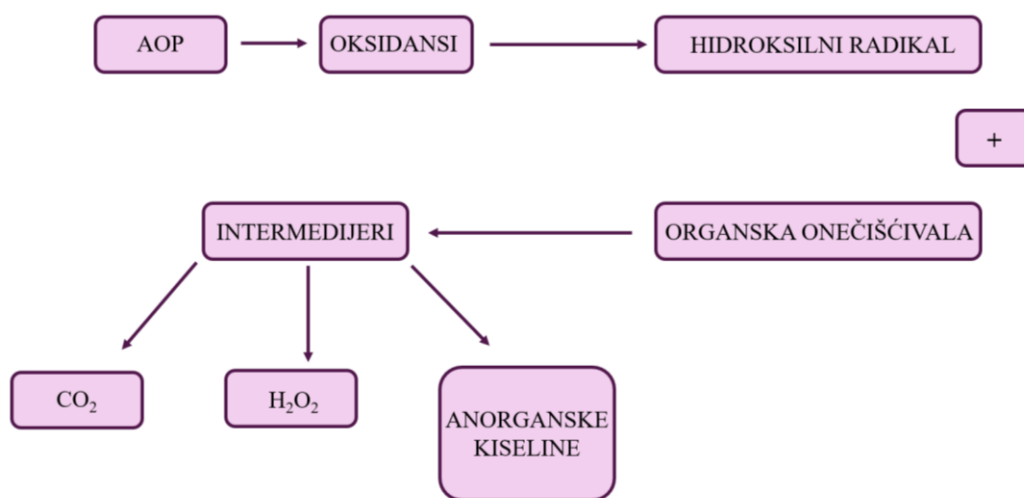 AOP
OKSIDANSI
HIDROKSILNI RADIKAL
+
ORGANSKA ONEČIŠĆIVALA
INTERMEDIJERI
CO₂
H₂O₂
ANORGANSKE
KISELINE